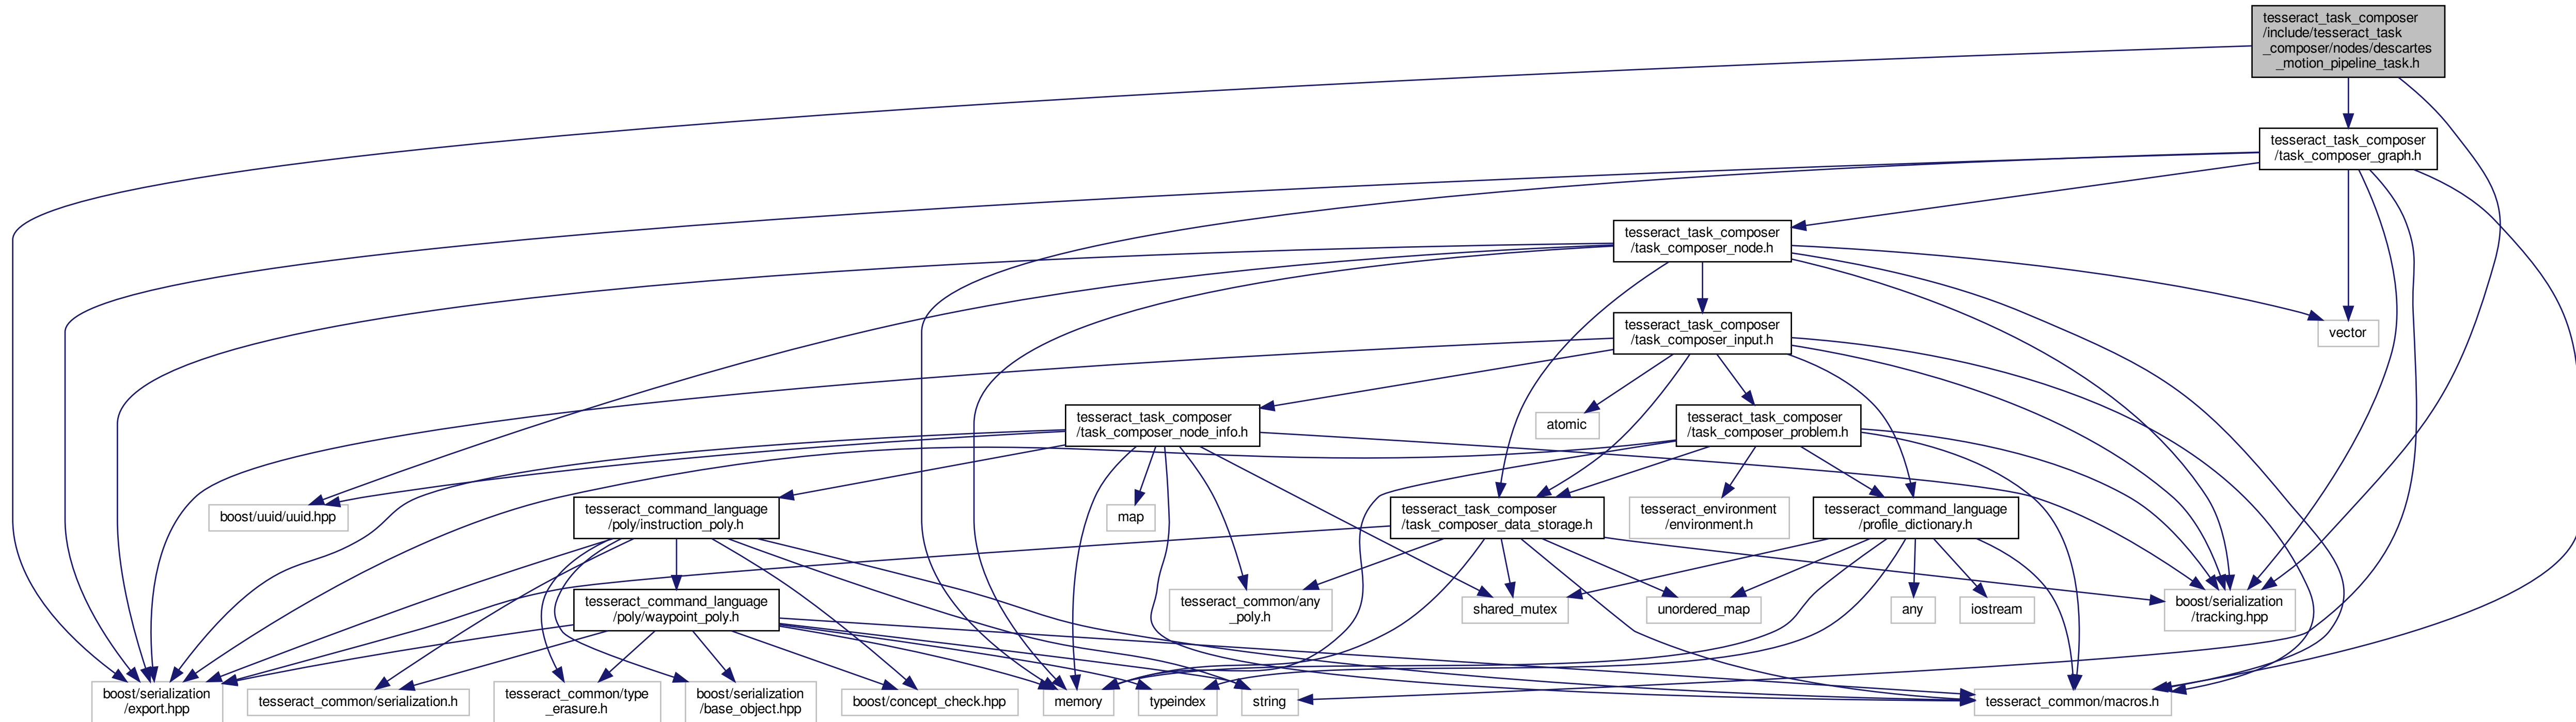 tesseract_task_composer
/include/tesseract_task
_composer/nodes/descartes
_motion_pipeline_task.h
tesseract_task_composer
/task_composer_graph.h
tesseract_task_composer
/task_composer_node.h
tesseract_task_composer
/task_composer_input.h
vector
tesseract_task_composer
/task_composer_node_info.h
atomic
tesseract_task_composer
/task_composer_problem.h
boost/uuid/uuid.hpp
tesseract_command_language
/poly/instruction_poly.h
map
tesseract_task_composer
/task_composer_data_storage.h
tesseract_environment
/environment.h
tesseract_command_language
/profile_dictionary.h
tesseract_command_language
/poly/waypoint_poly.h
tesseract_common/any
_poly.h
shared_mutex
unordered_map
any
iostream
boost/serialization
/tracking.hpp
boost/serialization
/export.hpp
tesseract_common/serialization.h
tesseract_common/type
_erasure.h
boost/serialization
/base_object.hpp
boost/concept_check.hpp
memory
typeindex
string
tesseract_common/macros.h